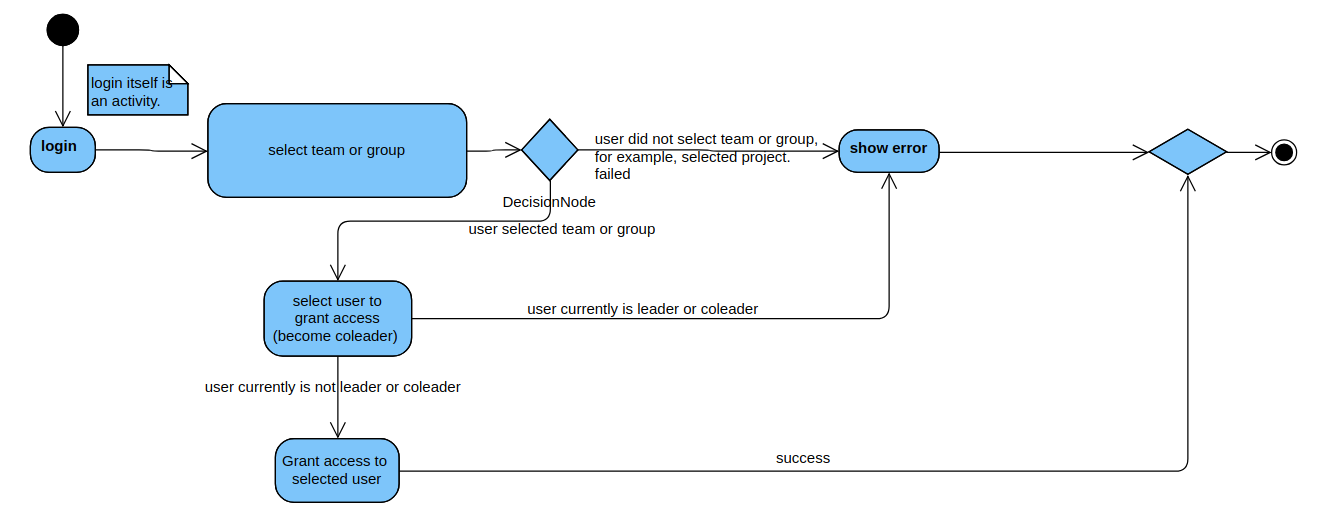 login itself is
an activity.
login
select team or group
user did not select team or group,
for example, selected project.
failed
show error
DecisionNode
user selected team or group
select user to
grant access
(become coleader)
user currently is leader or coleader
user currently is not leader or coleader
Grant access to
selected user
success